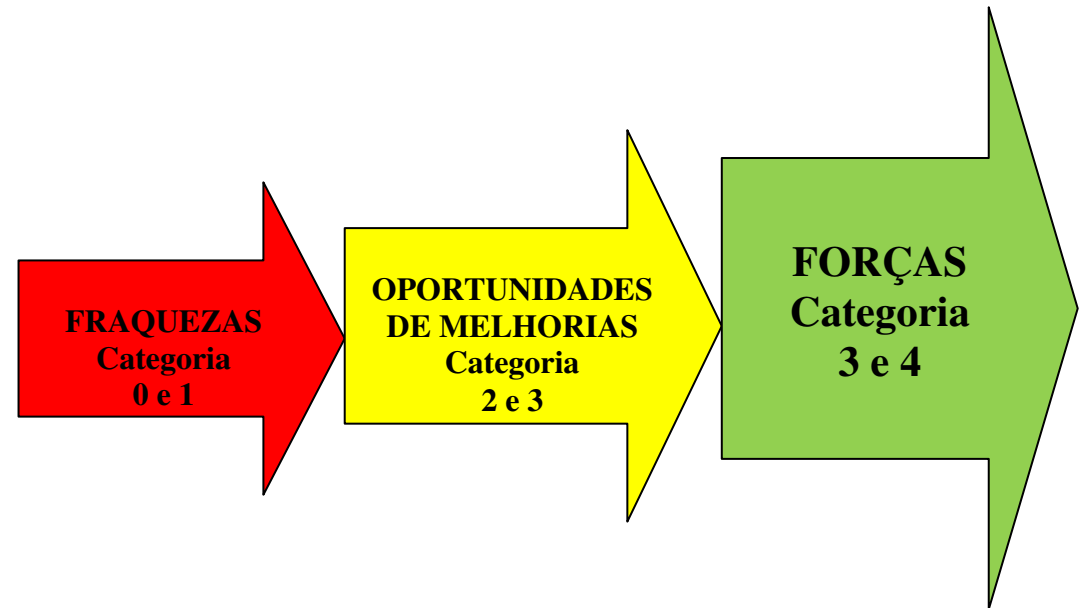 FRAQUEZAS
Categoria
0 e 1
OPORTUNIDADES
DE MELHORIAS
Categoria
2 e 3
FORÇAS
Categoria
3 e 4